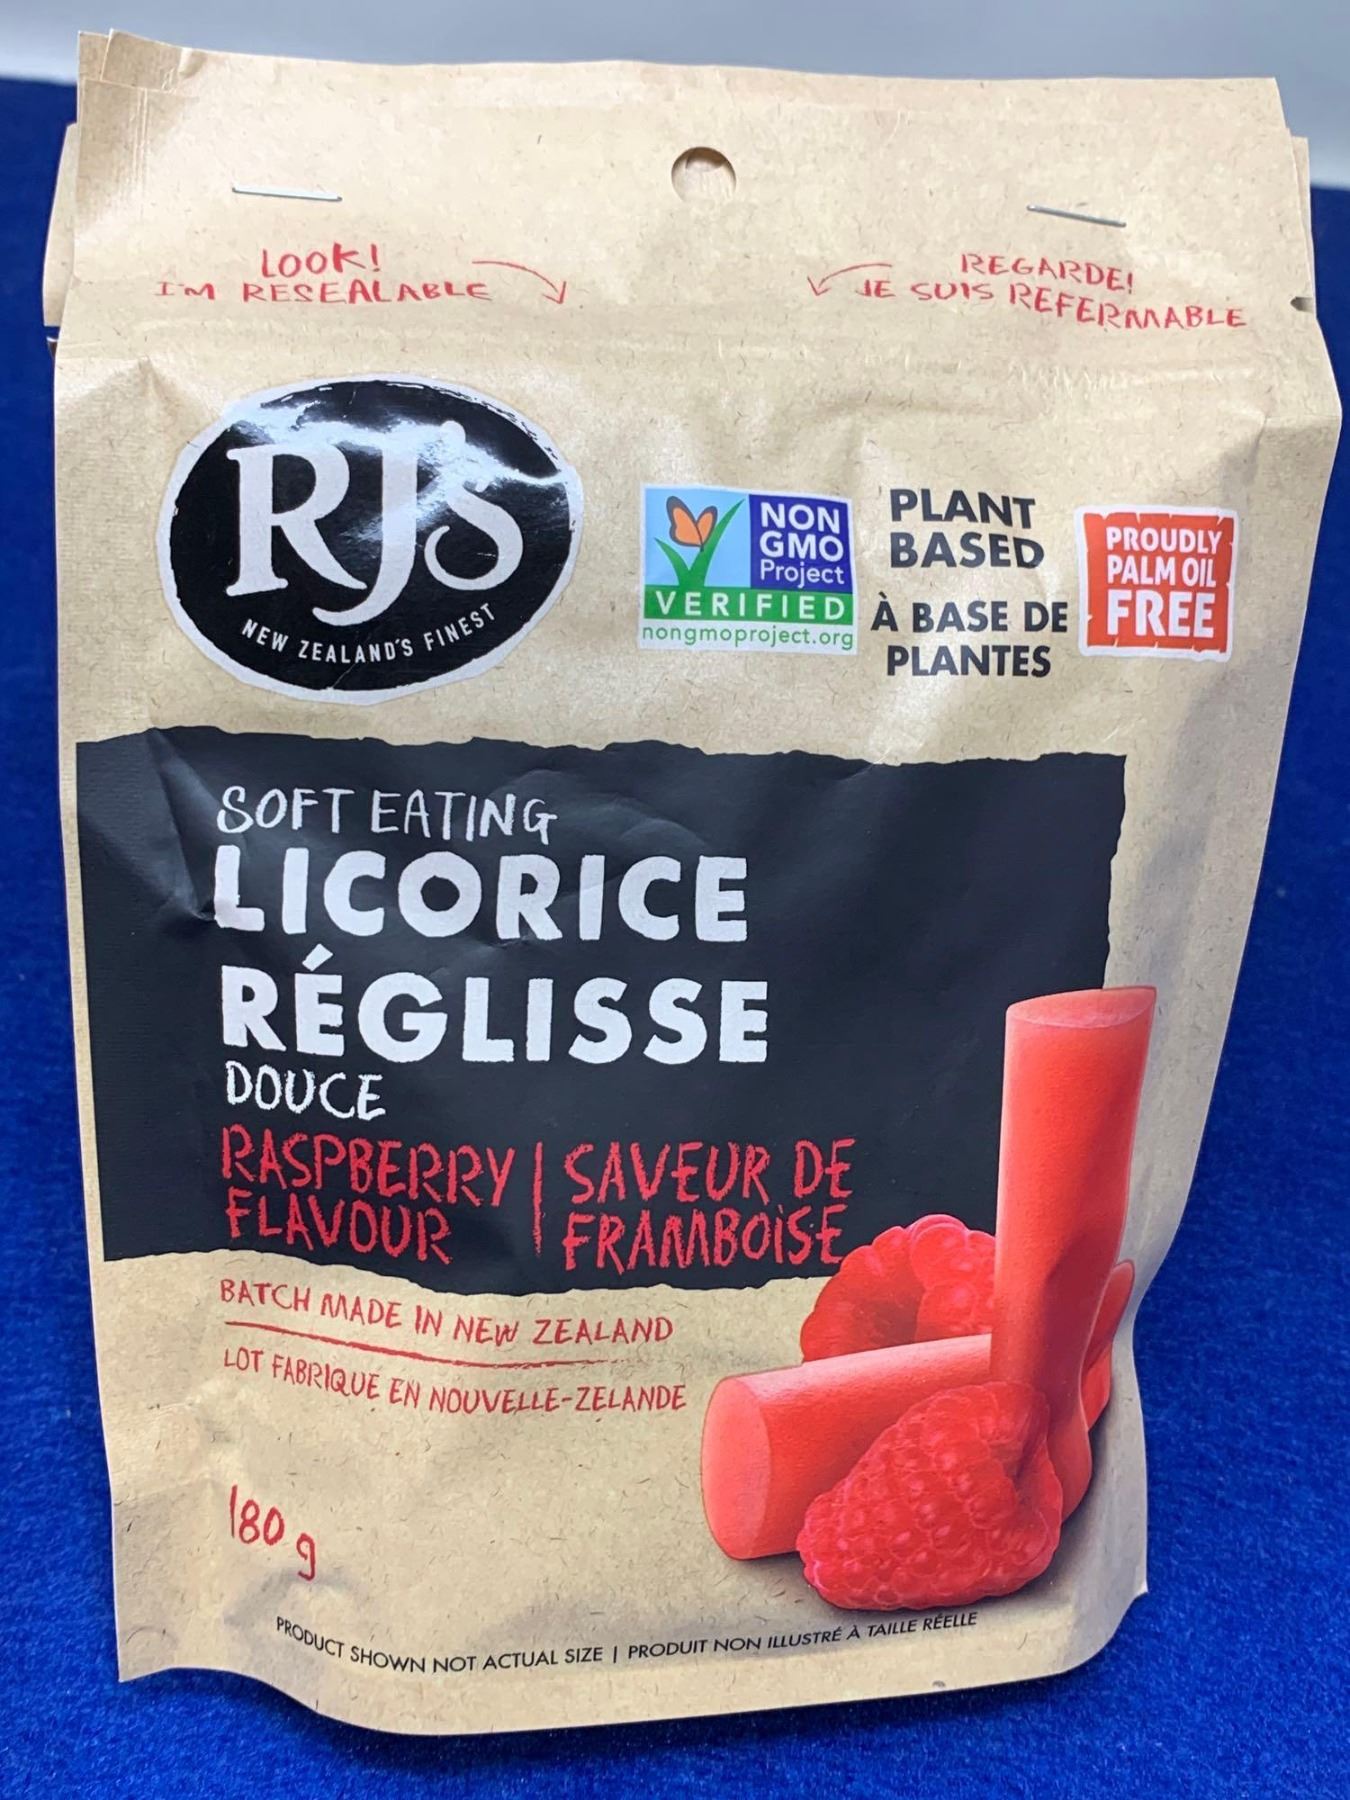 LOOK!
I'M RESEALABLE
REGARDE!
JE SUIS REFERMABLE
RJ's
NEW ZEALAND'S FINEST
NON
GMO
Project
VERIFIED
nongmoproject.org
PLANT
BASED
À BASE DE
PLANTES
PROUDLY
PALM OIL
FREE
SOFT EATING
LICORICE
RÉGLISSE
DOUCE
RASPBERRY
FLAVOUR
SAVEUR DE
FRAMBOISE
BATCH MADE IN NEW ZEALAND
LOT FABRIQUE EN NOUVELLE-ZELANDE
180 g
PRODUCT SHOWN NOT ACTUAL SIZE | PRODUIT NON ILLUSTRÉ À TAILLE RÉELLE